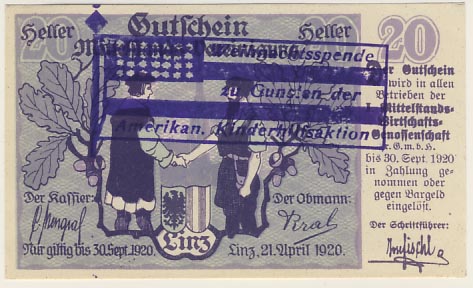 Heller Gutschein Heller
20
20
Weihnachtsspende
zu Gunsten der
Amerikan. Kinderhilfsaktion
Der Gutschein
wird in allen
Betrieben der
I. Mittelstands-
Wirtschafts-
Genossenschaft
r. G. m. b. H.
bis 30. Sept. 1920
in Zahlung ge-
nommen oder
gegen Bargeld
eingelöst.
Der Kassier:
Der Obmann:
Der Schriftführer:
Nur giltig bis 30. Sept. 1920.
Linz
Linz, 21. April 1920.